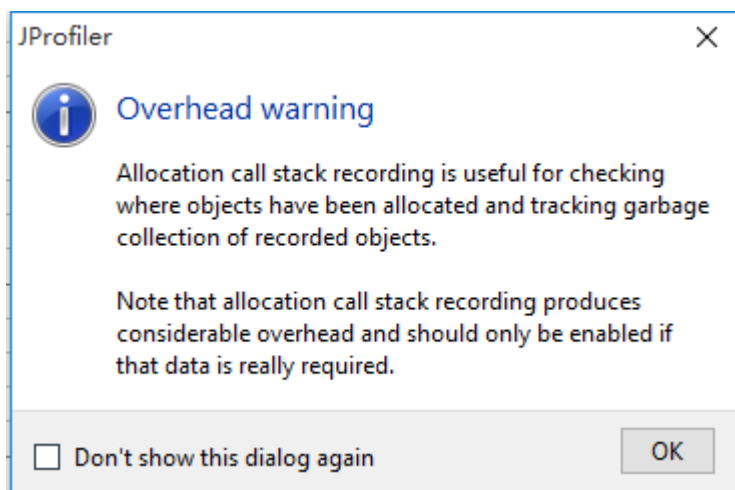 JProfiler
Overhead warning
Allocation call stack recording is useful for checking
where objects have been allocated and tracking garbage
collection of recorded objects.
Note that allocation call stack recording produces
considerable overhead and should only be enabled if
that data is really required.
Don't show this dialog again
OK